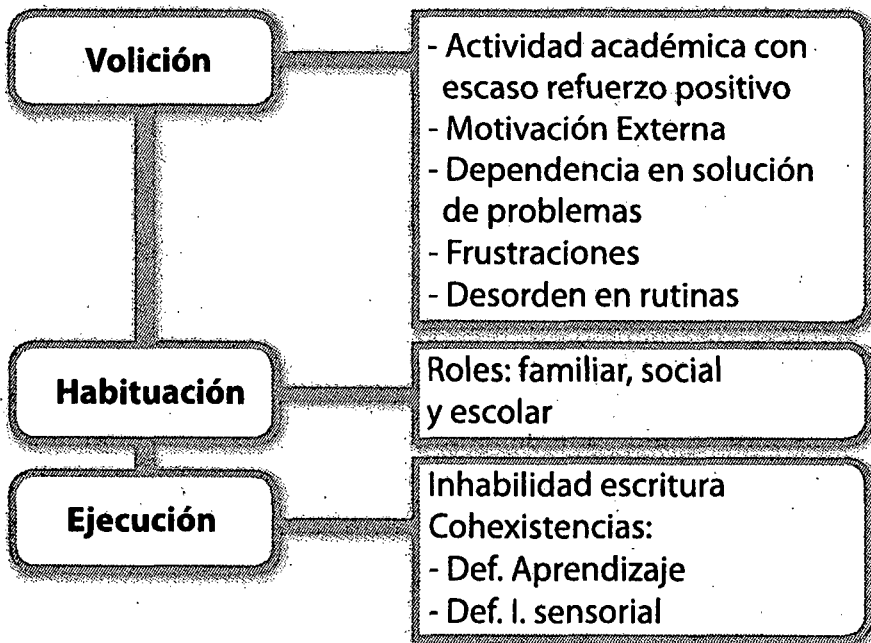 Volición
- Actividad académica con
escaso refuerzo positivo
- Motivación Externa
- Dependencia en solución
de problemas
- Frustraciones
- Desorden en rutinas
Habituación
Roles: familiar, social
y escolar
Ejecución
Inhabilidad escritura
Cohexistencias:
- Def. Aprendizaje
- Def. I. sensorial